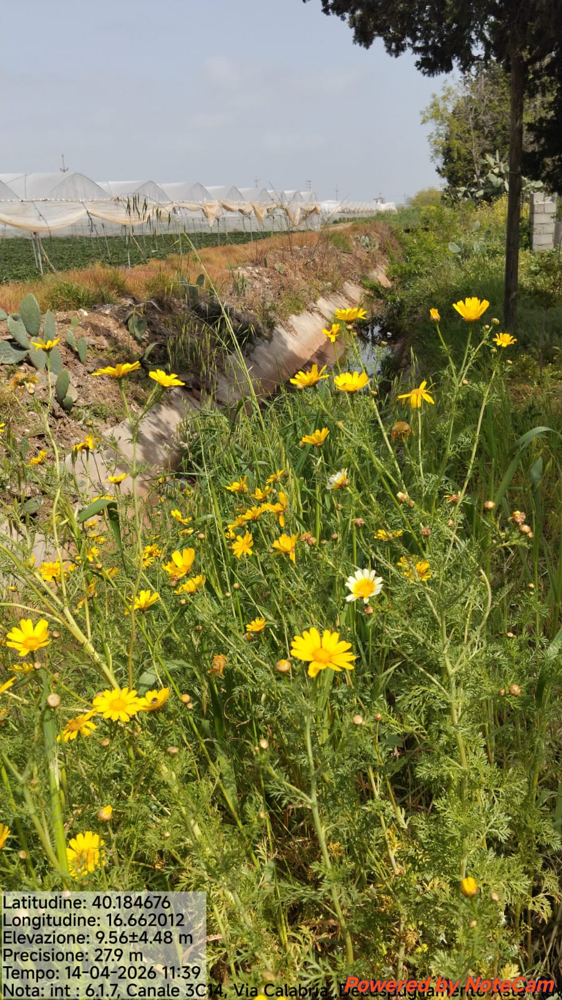 Latitudine: 40.184676
Longitudine: 16.662012
Elevazione: 9.56±4.48 m
Precisione: 27.9 m
Tempo: 14-04-2026 11:39
Nota: int : 6.1.7, Canale 3C14, Via Calabria
Powered by NoteCam